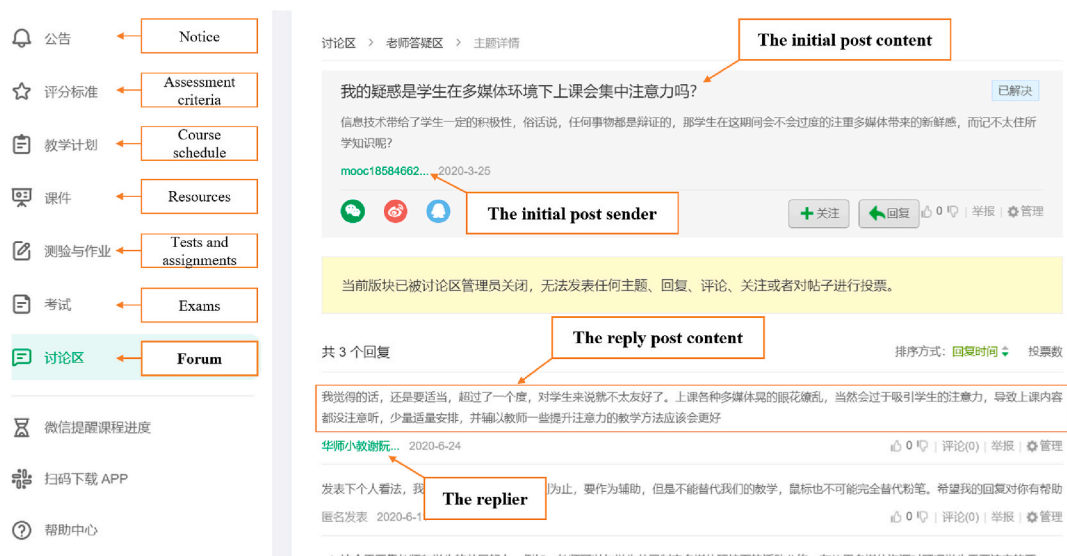 公告
Notice
评分标准
Assessment
criteria
教学计划
Course
schedule
课件
Resources
测验与作业
Tests and
assignments
考试
Exams
讨论区
Forum
微信提醒课程进度
扫码下载 APP
帮助中心
讨论区 > 老师答疑区 > 主题详情
The initial post content
我的疑惑是学生在多媒体环境下上课会集中注意力吗?
已解决
信息技术带给了学生一定的积极性，俗话说，任何事物都是辩证的，那学生在这期间会不会过度的注重多媒体带来的新鲜感，而记不太住所
学知识呢?
mooc18584662... 2020-3-25
The initial post sender
关注 回复 0 | 举报 | 管理
当前版块已被讨论区管理员关闭，无法发表任何主题、回复、评论、关注或者对帖子进行投票。
The reply post content
共 3 个回复
排序方式: 回复时间 投票数
我觉得的话，还是要适当，超过了一个度，对学生来说就不太友好了。上课各种多媒体晃的眼花缭乱，当然会过于吸引学生的注意力，导致上课内容
都没注意听，少量适量安排，并辅以教师一些提升注意力的教学方法应该会更好
华师小教谢阮... 2020-6-24
0 | 评论(0) | 举报 | 管理
The replier
发表下个人看法，我 为止，要作为辅助，但是不能替代我们的教学，鼠标也不可能完全替代粉笔。希望我的回复对你有帮助
匿名发表 2020-6-1
0 | 评论(0) | 举报 | 管理